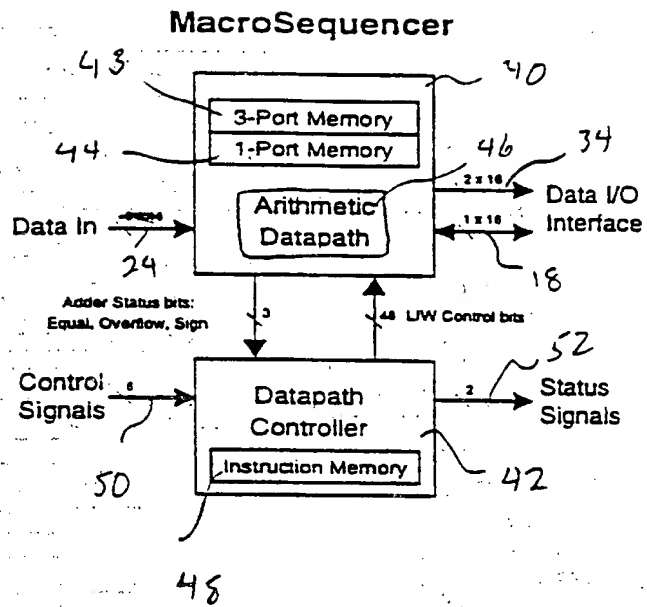 MacroSequencer
43
40
3-Port Memory
1-Port Memory
44
46
34
2 x 16
Data I/O
Interface
Arithmetic
Datapath
Data In
24
1 x 16
18
Adder Status bits:
Equal, Overflow, Sign
3
48 LIW Control bits
52
Control
Signals
6
50
Datapath
Controller
2
Status
Signals
Instruction Memory
42
48